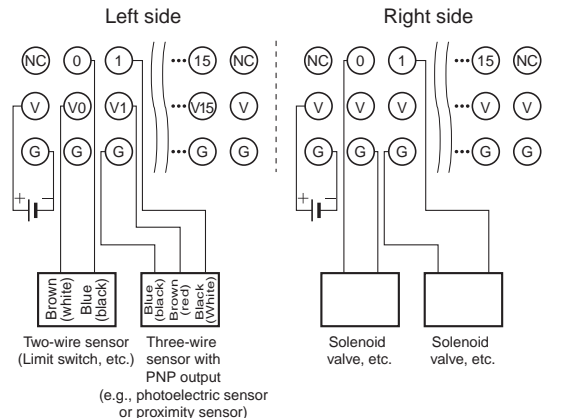 Left side
Right side
NC 0 1 ···15 NC
NC 0 1 ···15 NC
V V0 V1 ···V15 V
V V V ···V V
G G G ···G G
G G G ···G G
+ −
+ −
Brown
(white)
Blue
(black)
Blue
(black)
Brown
(red)
Black
(White)
Two-wire sensor
(Limit switch, etc.)
Three-wire
sensor with
PNP output
(e.g., photoelectric sensor
or proximity sensor)
Solenoid
valve, etc.
Solenoid
valve, etc.